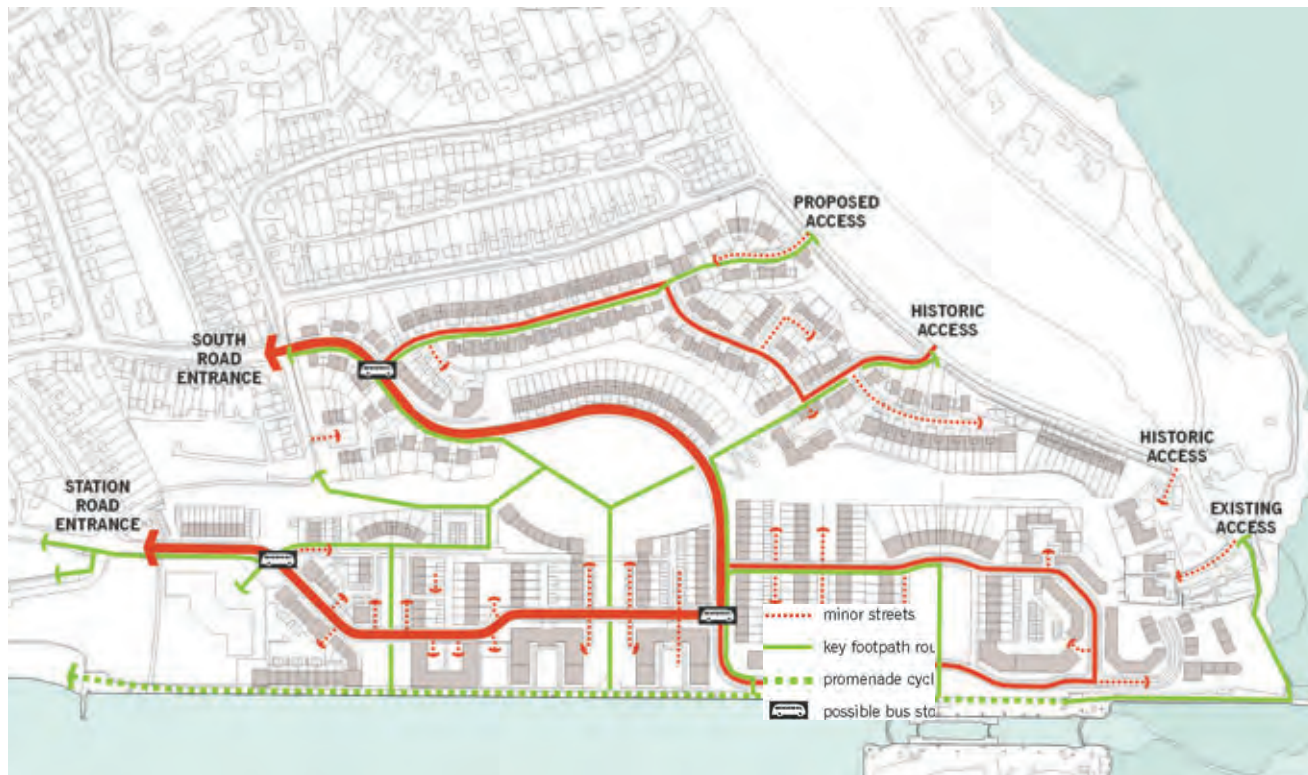 PROPOSED
ACCESS
HISTORIC
ACCESS
SOUTH
ROAD
ENTRANCE
HISTORIC
ACCESS
STATION
ROAD
ENTRANCE
EXISTING
ACCESS
minor streets
key footpath rou
promenade cycl
possible bus sto